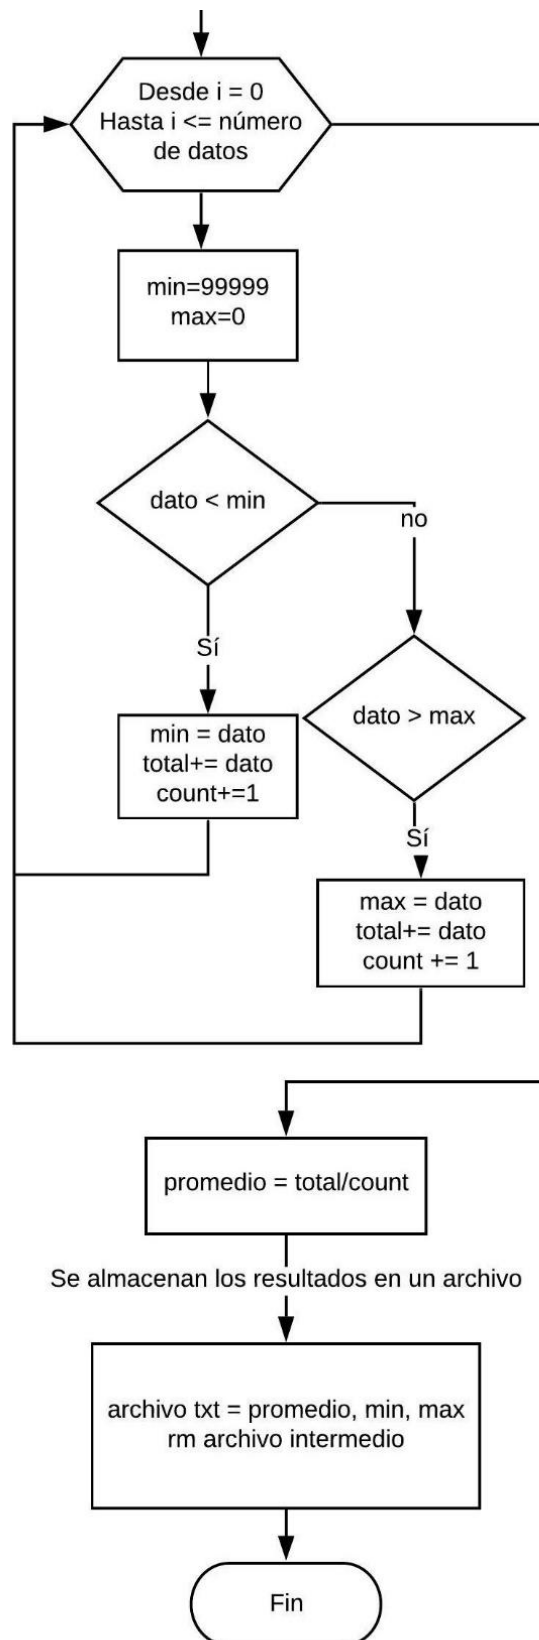 Desde i = 0
Hasta i <= número
de datos
min=99999
max=0
dato < min
no
Sí
dato > max
min = dato
total+= dato
count+=1
Sí
max = dato
total+= dato
count += 1
promedio = total/count
Se almacenan los resultados en un archivo
archivo txt = promedio, min, max
rm archivo intermedio
Fin